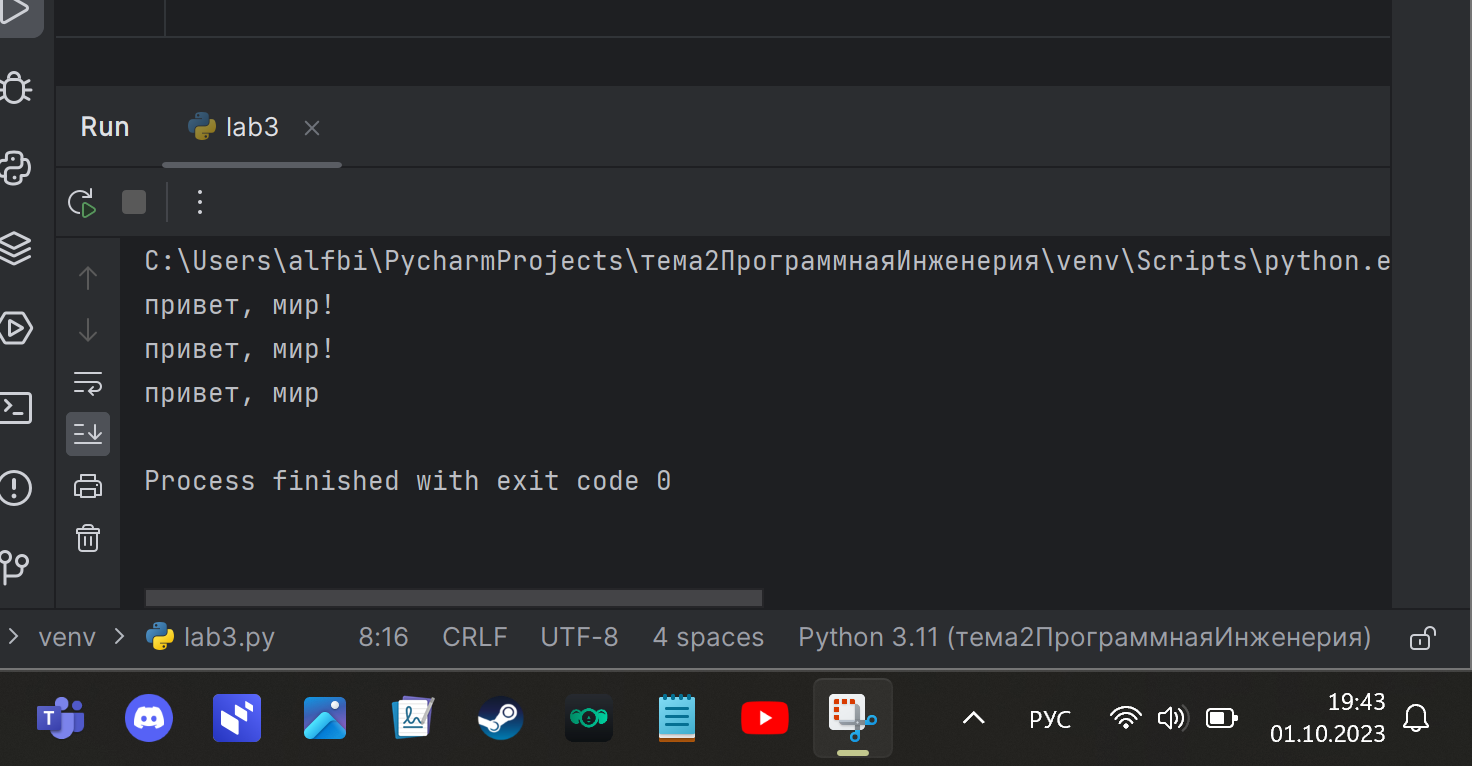 Run lab3
C:\Users\alfbi\PycharmProjects\тема2ПрограммнаяИнженерия\venv\Scripts\python.e
привет, мир!
привет, мир!
привет, мир
Process finished with exit code 0
venv lab3.py 8:16 CRLF UTF-8 4 spaces Python 3.11 (тема2ПрограммнаяИнженерия)
T РУС 19:43
01.10.2023